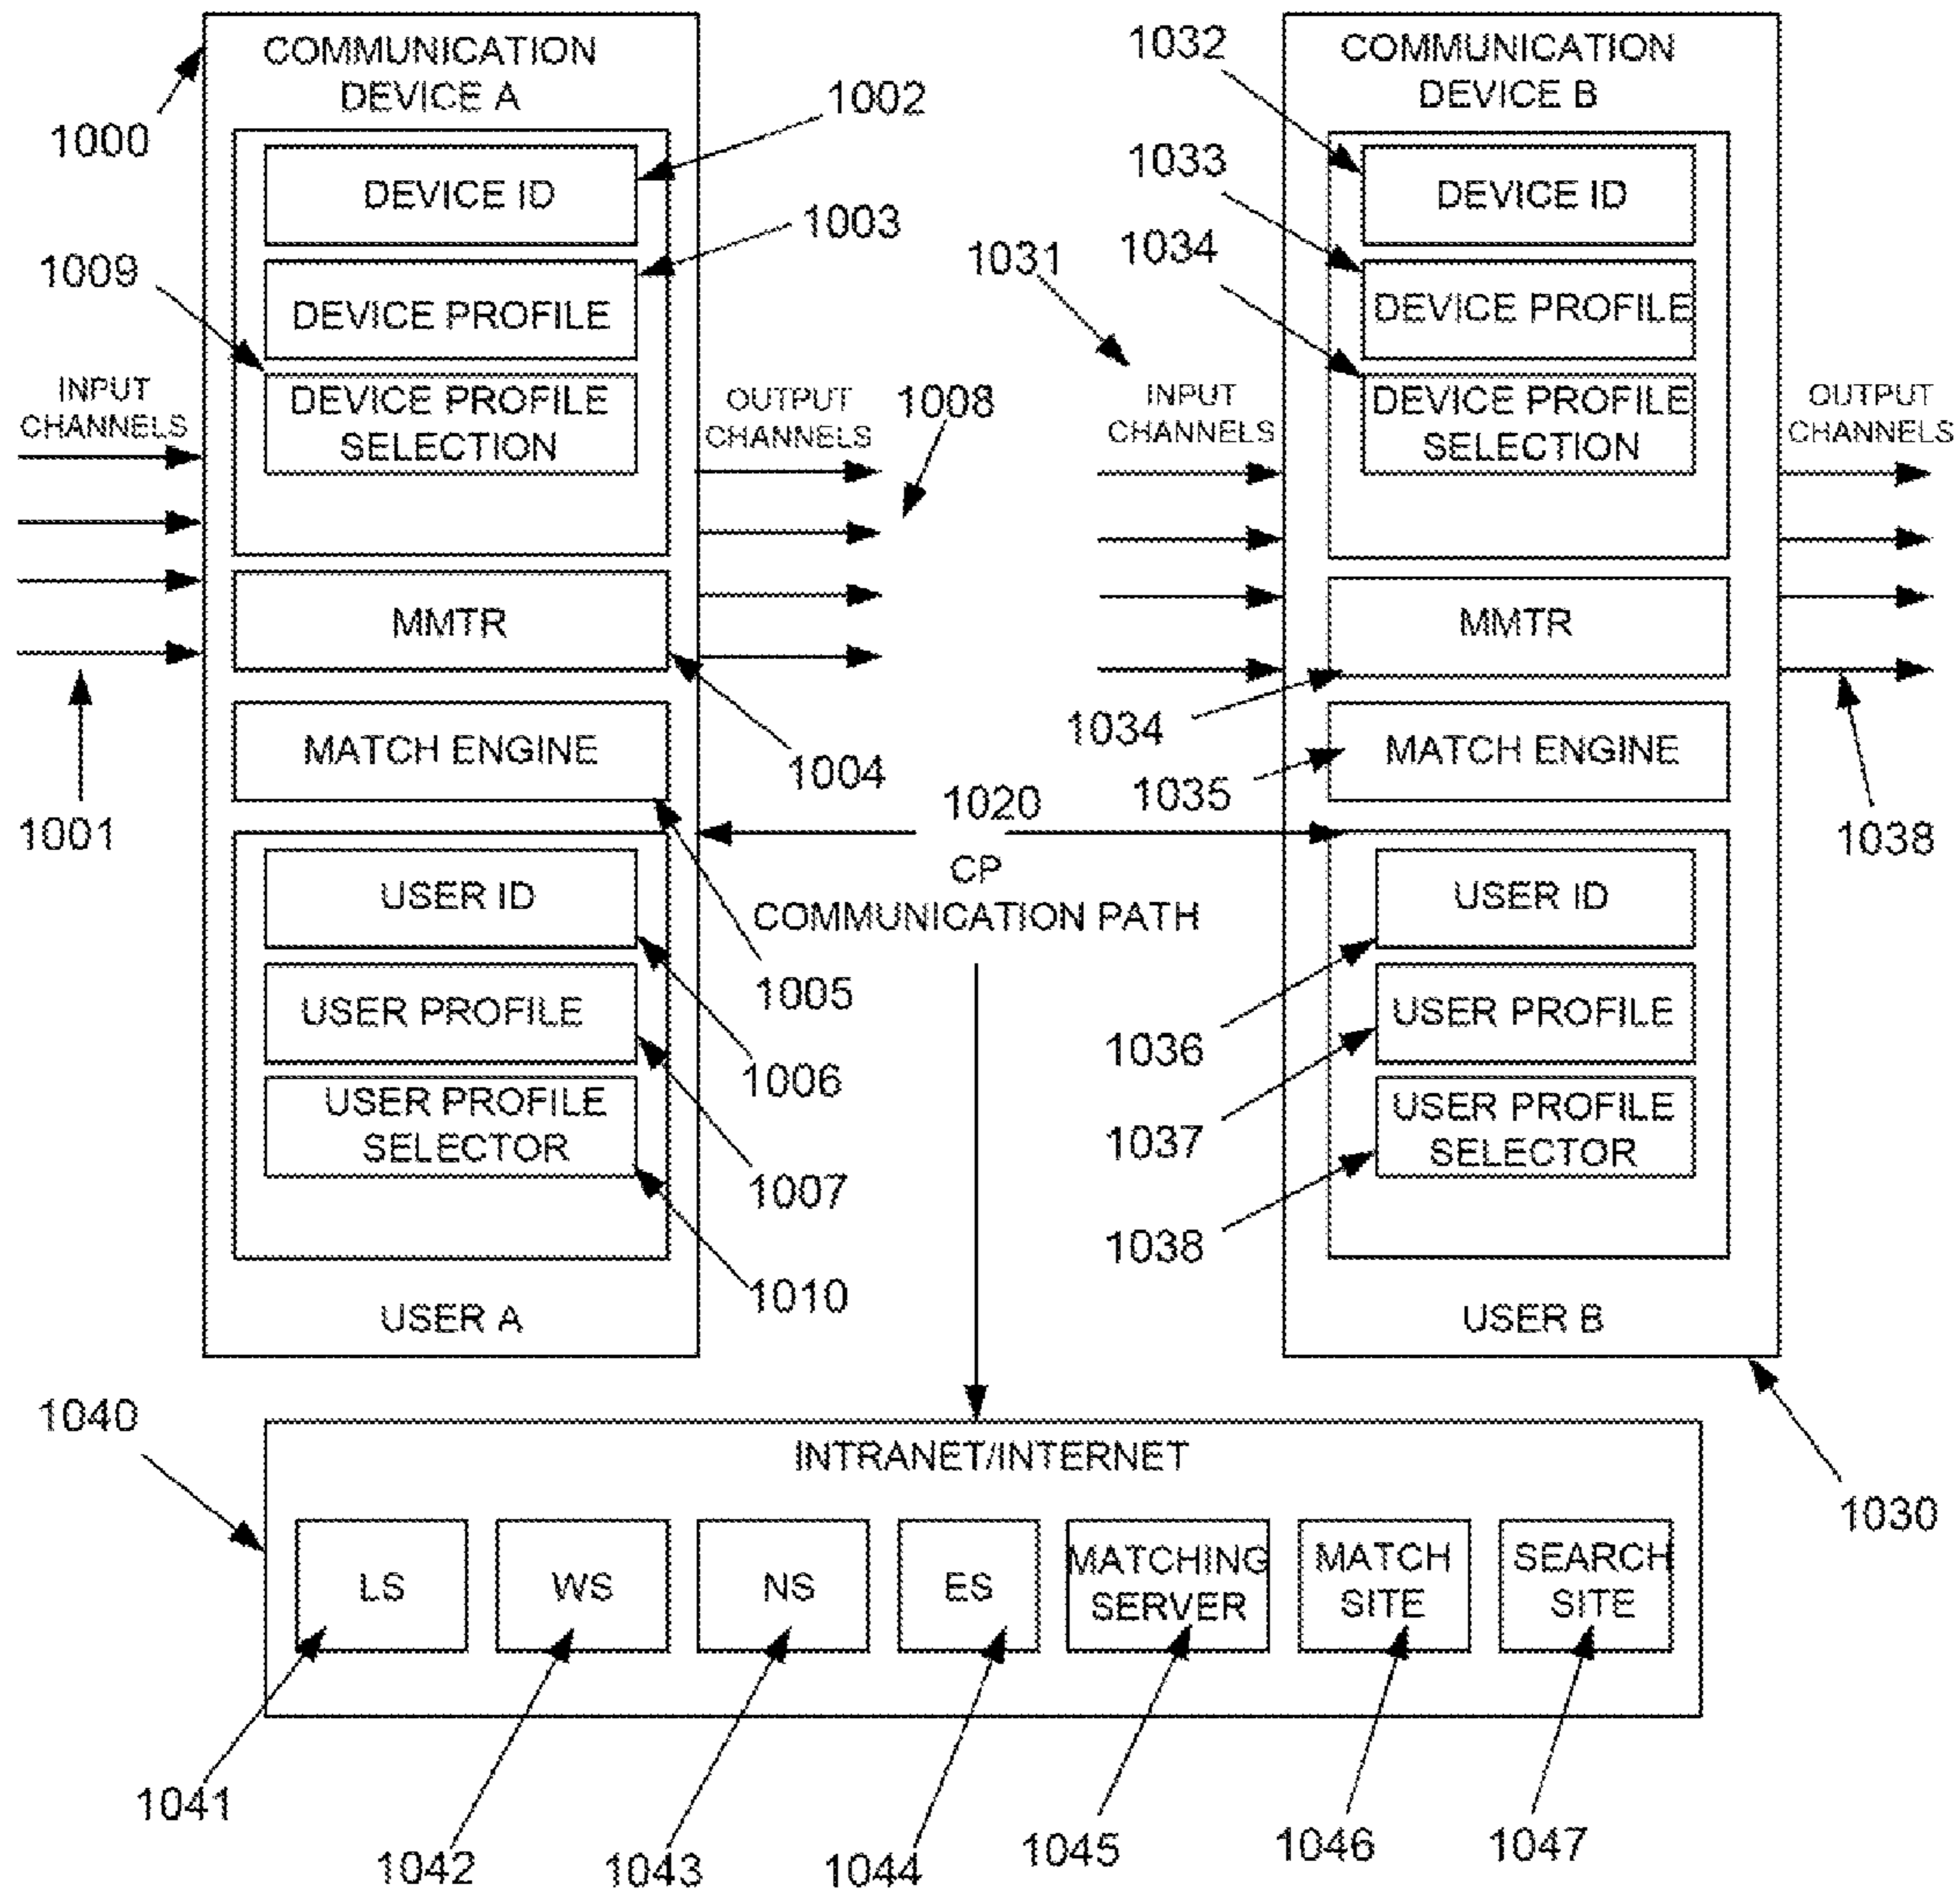 COMMUNICATION
DEVICE A
1000
1002
DEVICE ID
1003
1009
DEVICE PROFILE
DEVICE PROFILE
SELECTION
INPUT
CHANNELS
OUTPUT
CHANNELS
1008
MMTR
1004
MATCH ENGINE
1001
1005
USER ID
1006
USER PROFILE
1007
USER PROFILE
SELECTOR
1010
USER A
1020
CP
COMMUNICATION PATH
COMMUNICATION
DEVICE B
1032
1033
DEVICE ID
1034
1031
DEVICE PROFILE
DEVICE PROFILE
SELECTION
INPUT
CHANNELS
OUTPUT
CHANNELS
MMTR
1034
MATCH ENGINE
1035
1038
USER ID
1036
USER PROFILE
1037
USER PROFILE
SELECTOR
1038
USER B
1030
1040
INTRANET/INTERNET
LS
WS
NS
ES
MATCHING
SERVER
MATCH
SITE
SEARCH
SITE
1041
1042
1043
1044
1045
1046
1047